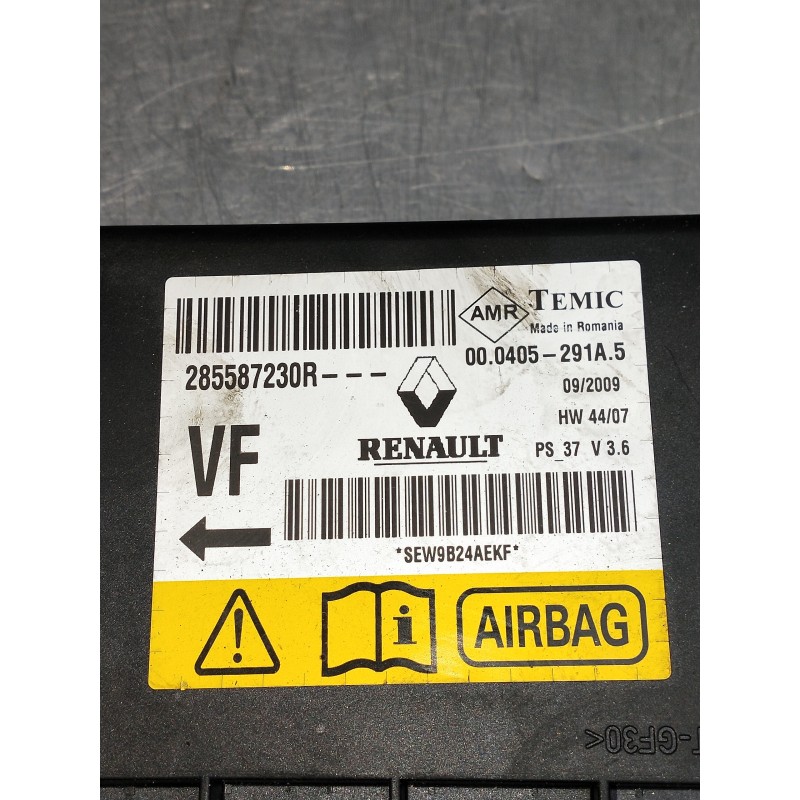 AMR TEMIC
Made in Romania
285587230R---
00.0405-291A.5
09/2009
HW 44/07
VF
RENAULT
PS_37 V 3.6
*SEW9B24AEKF*
! i AIRBAG
T-GF30<